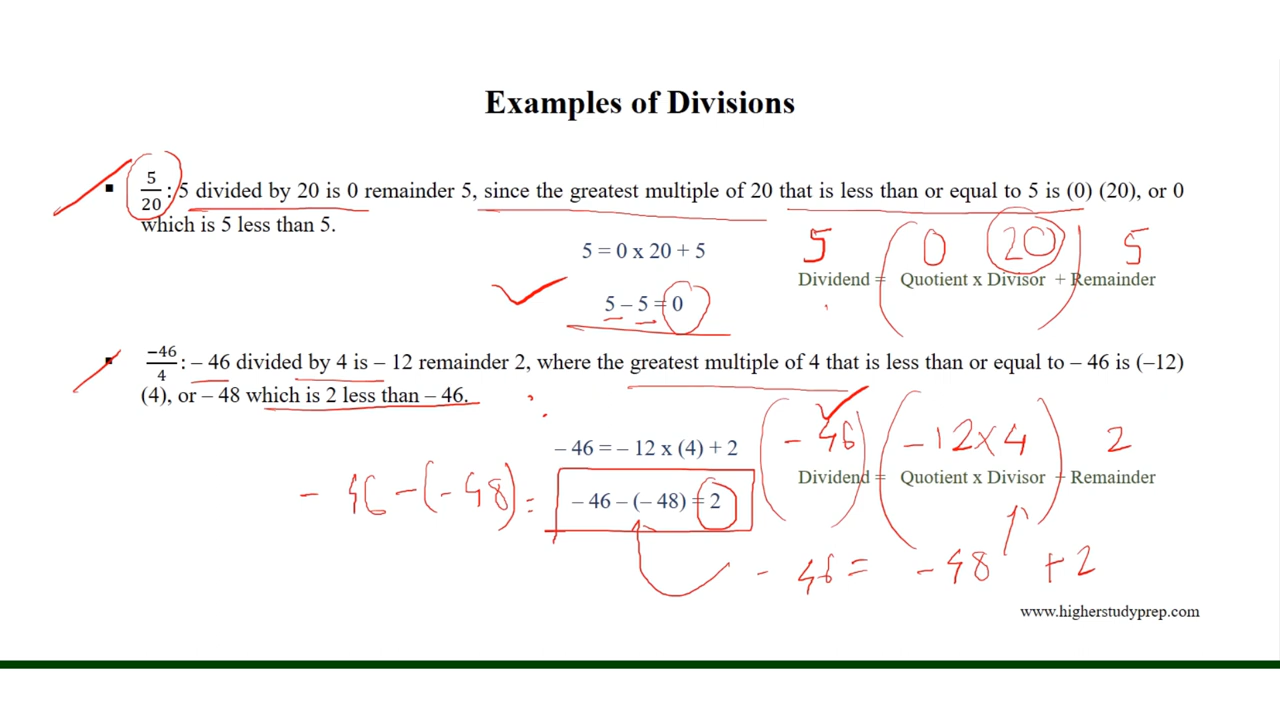 Examples of Divisions
▪ 5/20 : 5 divided by 20 is 0 remainder 5, since the greatest multiple of 20 that is less than or equal to 5 is (0) (20), or 0
which is 5 less than 5.
5 = 0 x 20 + 5
5 0 20 5
Dividend = Quotient x Divisor + Remainder
5 – 5 = 0
▪ −46/4 : – 46 divided by 4 is – 12 remainder 2, where the greatest multiple of 4 that is less than or equal to – 46 is (–12)
(4), or – 48 which is 2 less than – 46.
– 46 = – 12 x (4) + 2
(- 46) (-12×4) 2
Dividend = Quotient x Divisor + Remainder
- 46 - (-48) =
– 46 – (– 48) = 2
- 46 = -48 +2
www.higherstudyprep.com